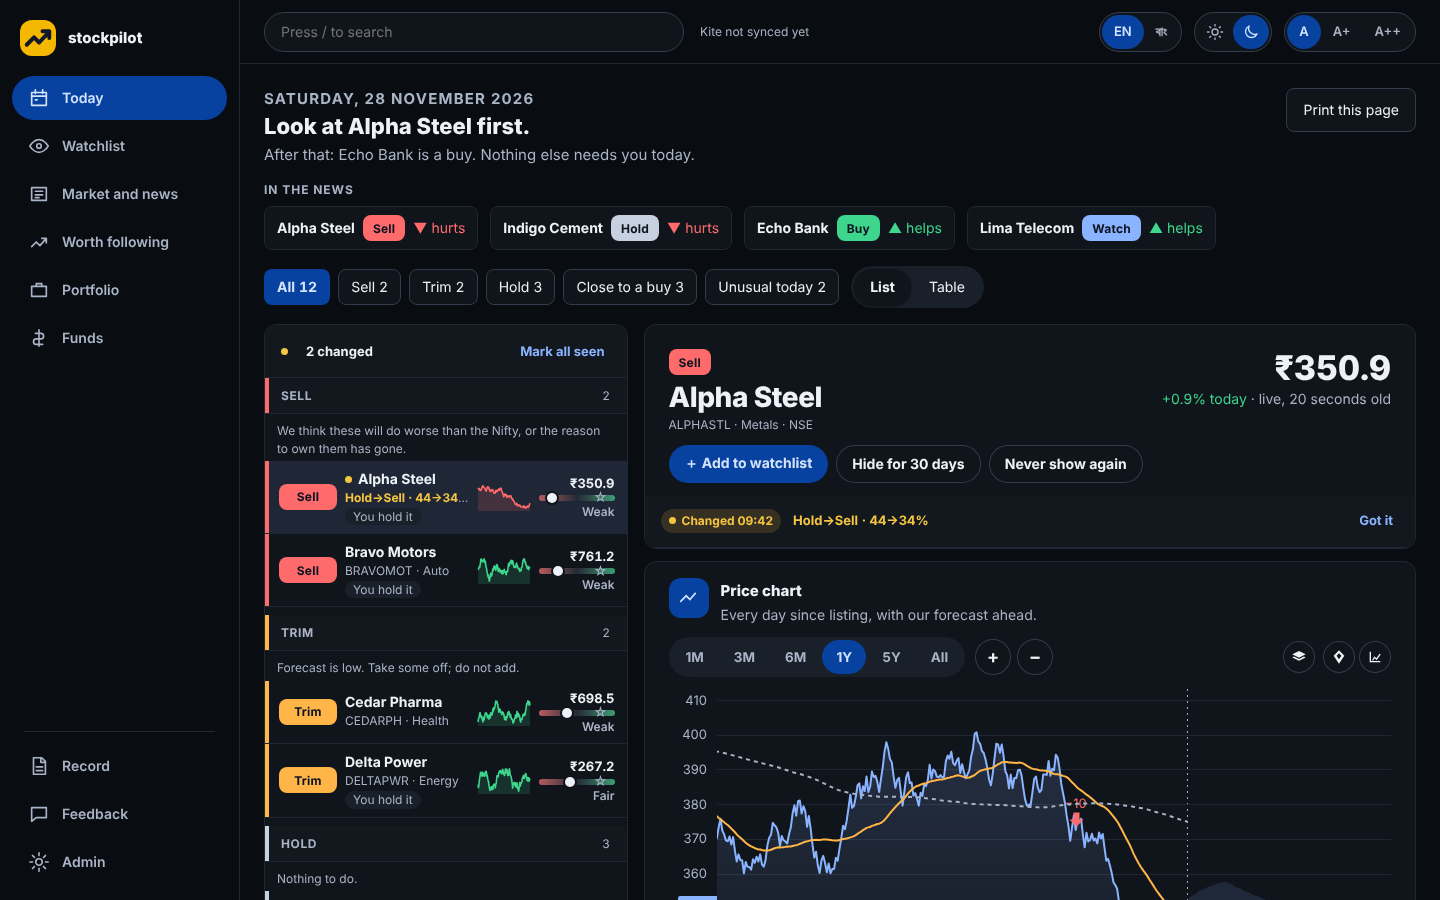 stockpilot
Press / to search
Kite not synced yet
EN বাং
A A+ A++
Today
Watchlist
Market and news
Worth following
Portfolio
Funds
Record
Feedback
Admin
SATURDAY, 28 NOVEMBER 2026
Look at Alpha Steel first.
After that: Echo Bank is a buy. Nothing else needs you today.
Print this page
IN THE NEWS
Alpha Steel Sell ▼ hurts
Indigo Cement Hold ▼ hurts
Echo Bank Buy ▲ helps
Lima Telecom Watch ▲ helps
All 12
Sell 2
Trim 2
Hold 3
Close to a buy 3
Unusual today 2
List Table
2 changed
Mark all seen
SELL 2
We think these will do worse than the Nifty, or the reason
to own them has gone.
Sell
Alpha Steel
Hold→Sell · 44→34…
You hold it
₹350.9
Weak
Sell
Bravo Motors
BRAVOMOT · Auto
You hold it
₹761.2
Weak
TRIM 2
Forecast is low. Take some off; do not add.
Trim
Cedar Pharma
CEDARPH · Health
₹698.5
Weak
Trim
Delta Power
DELTAPWR · Energy
You hold it
₹267.2
Fair
HOLD 3
Nothing to do.
Sell
Alpha Steel
ALPHASTL · Metals · NSE
₹350.9
+0.9% today · live, 20 seconds old
+ Add to watchlist
Hide for 30 days
Never show again
Changed 09:42
Hold→Sell · 44→34%
Got it
Price chart
Every day since listing, with our forecast ahead.
1M 3M 6M 1Y 5Y All + −
410
400
390
380
370
360
10